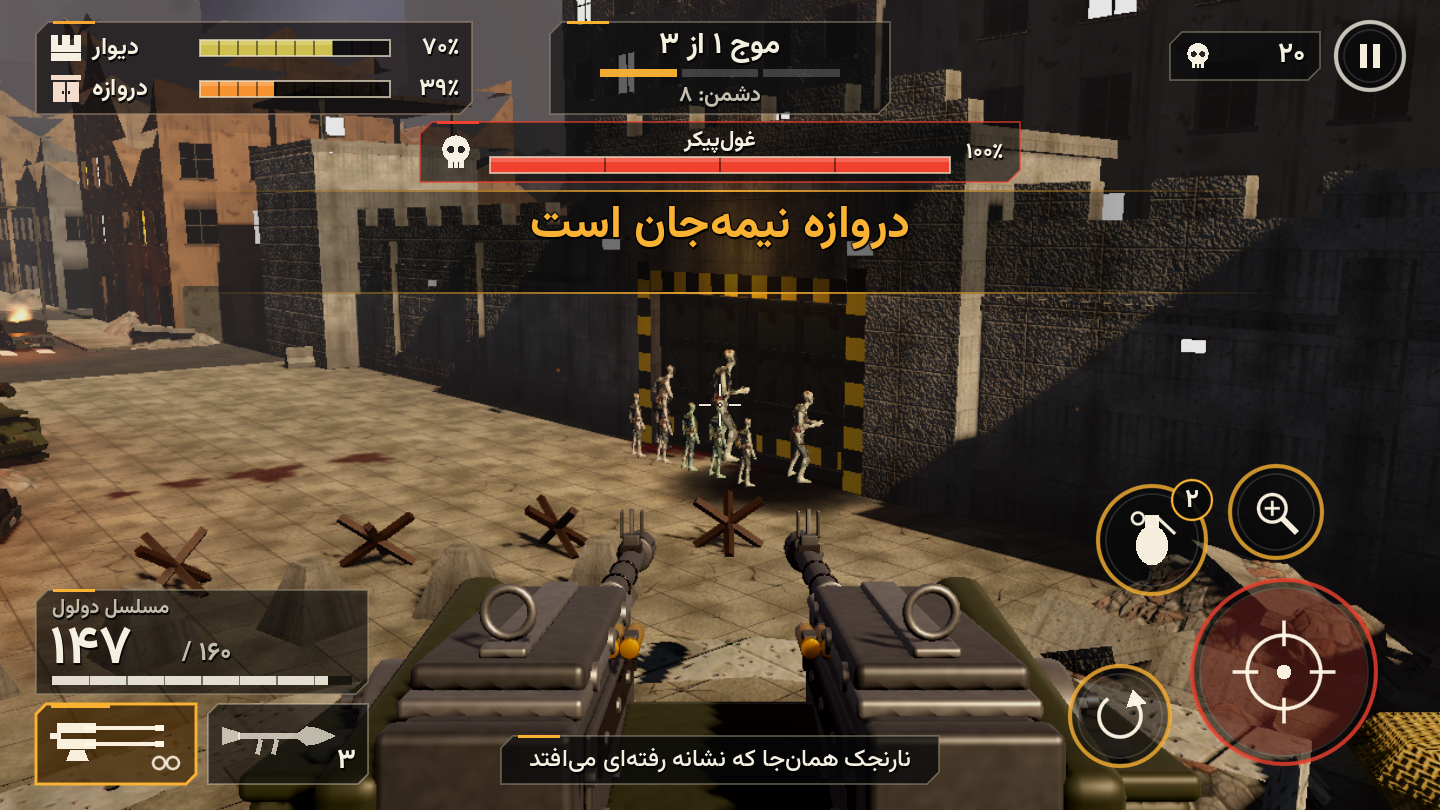 دیوار ۷۰٪
دروازه ۳۹٪
موج ۱ از ۳
دشمن: ۸
۲۰
غول‌پیکر
۱۰۰٪
دروازه نیمه‌جان است
۲
مسلسل دولول
۱۴۷ / ۱۶۰
∞
۳
نارنجک همان‌جا که نشانه رفته‌ای می‌افتد